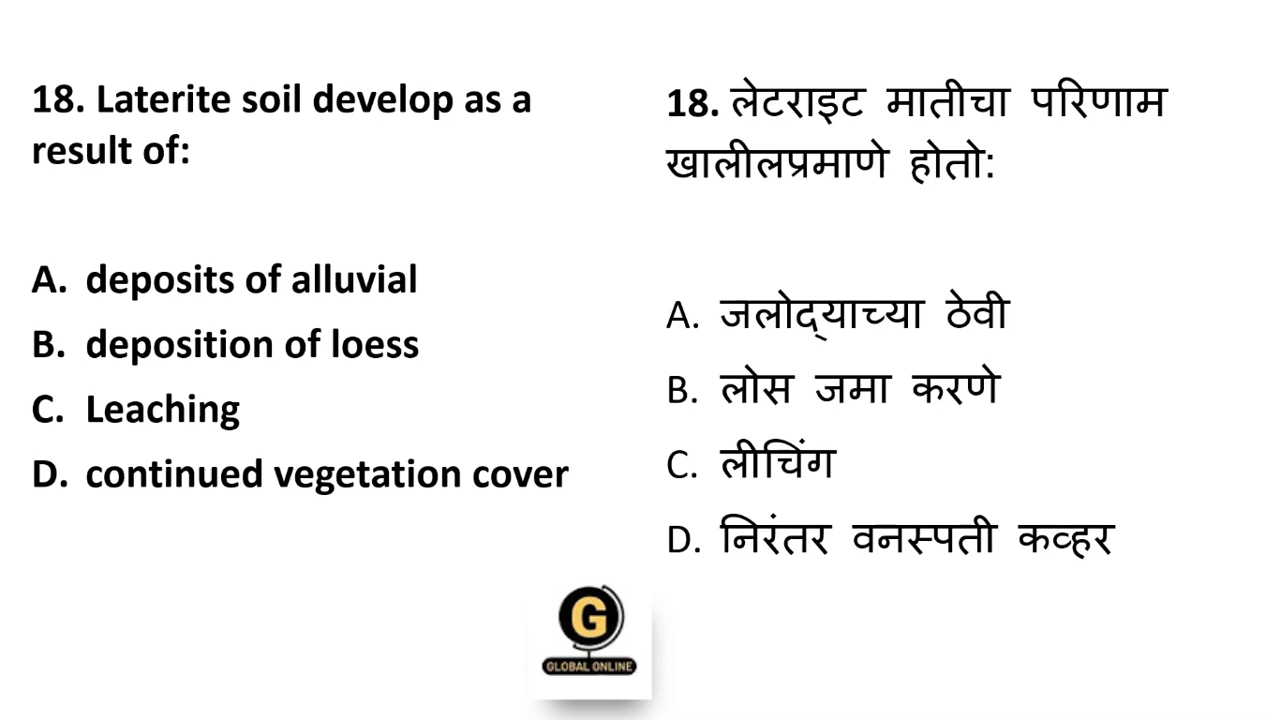 18. Laterite soil develop as a
result of:
A. deposits of alluvial
B. deposition of loess
C. Leaching
D. continued vegetation cover
18. लेटराइट मातीचा परिणाम
खालीलप्रमाणे होतो:
A. जलोद्‌याच्या ठेवी
B. लोस जमा करणे
C. लीचिंग
D. निरंतर वनस्पती कव्हर
G
GLOBAL ONLINE